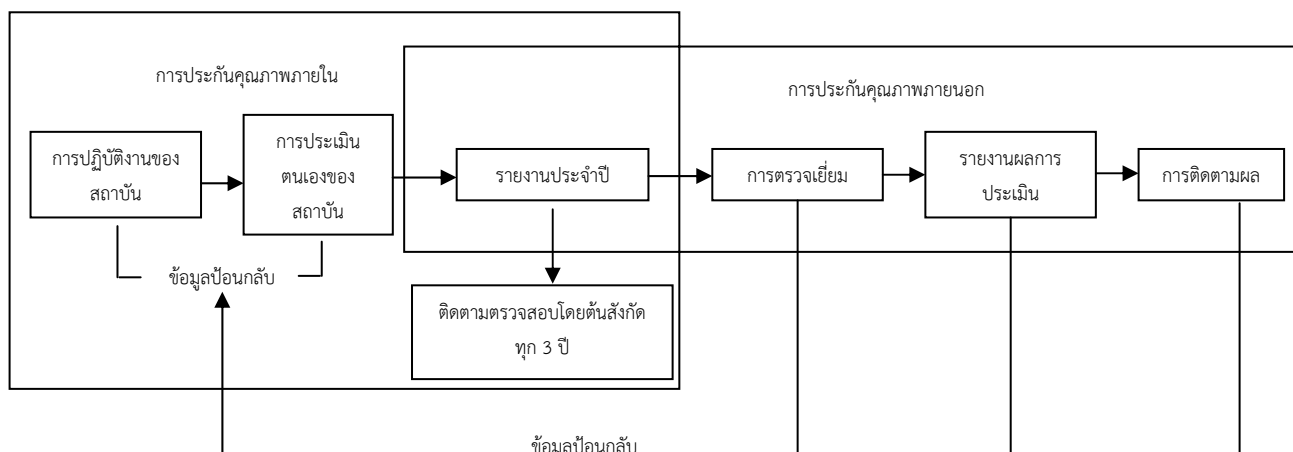 การประกันคุณภาพภายใน
การประกันคุณภาพภายนอก
การปฏิบัติงานของ
สถาบัน
การประเมิน
ตนเองของ
สถาบัน
รายงานประจำปี
การตรวจเยี่ยม
รายงานผลการ
ประเมิน
การติดตามผล
ข้อมูลป้อนกลับ
ติดตามตรวจสอบโดยต้นสังกัด
ทุก 3 ปี
ข้อมูลป้อนกลับ